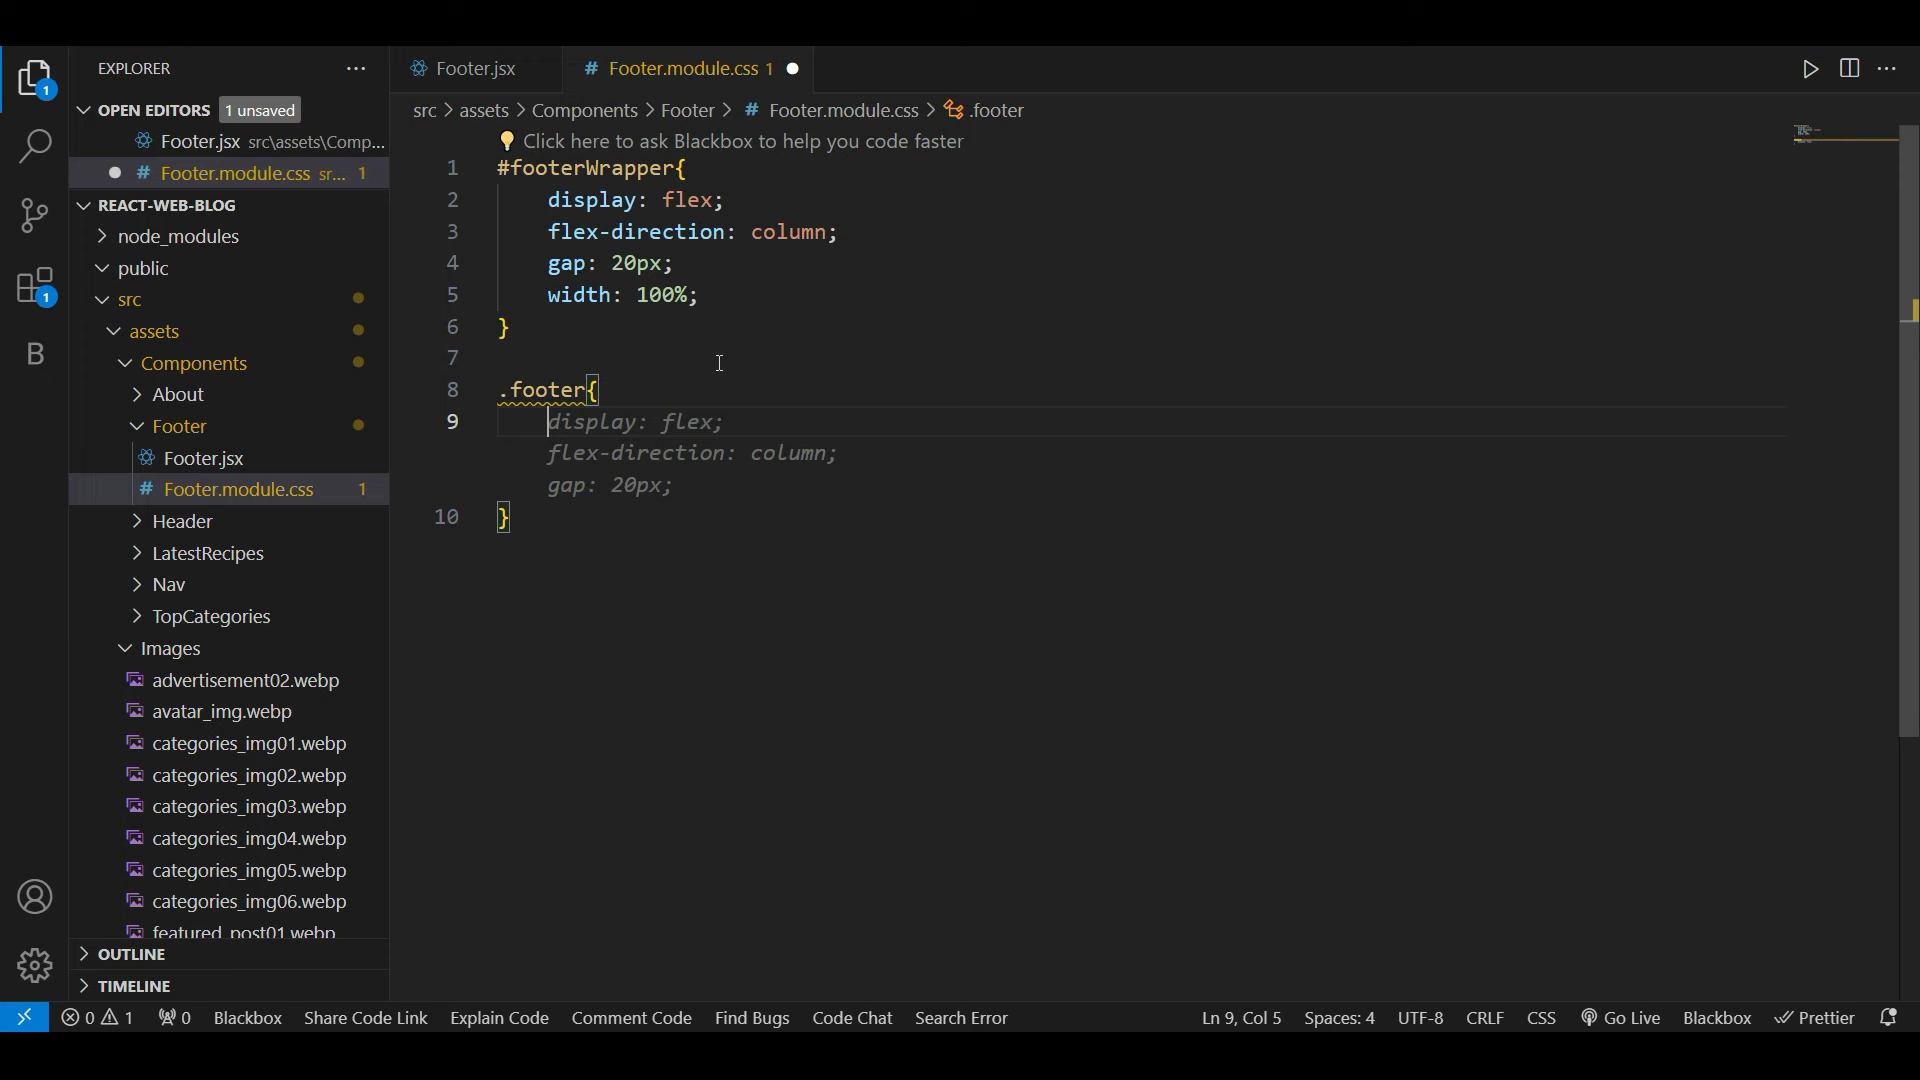 EXPLORER
Footer.jsx
# Footer.module.css 1
OPEN EDITORS 1 unsaved
src > assets > Components > Footer > # Footer.module.css > .footer
Footer.jsx src\assets\Comp...
Click here to ask Blackbox to help you code faster
# Footer.module.css sr... 1
1 #footerWrapper{
REACT-WEB-BLOG
2 display: flex;
node_modules
3 flex-direction: column;
public
4 gap: 20px;
src
5 width: 100%;
assets
6 }
Components
7
About
8 .footer{
Footer
9 display: flex;
Footer.jsx
flex-direction: column;
# Footer.module.css 1
gap: 20px;
Header
10 }
LatestRecipes
Nav
TopCategories
Images
advertisement02.webp
avatar_img.webp
categories_img01.webp
categories_img02.webp
categories_img03.webp
categories_img04.webp
categories_img05.webp
categories_img06.webp
featured_post01.webp
OUTLINE
TIMELINE
0 1 0 Blackbox Share Code Link Explain Code Comment Code Find Bugs Code Chat Search Error Ln 9, Col 5 Spaces: 4 UTF-8 CRLF CSS Go Live Blackbox Prettier
1
1
B